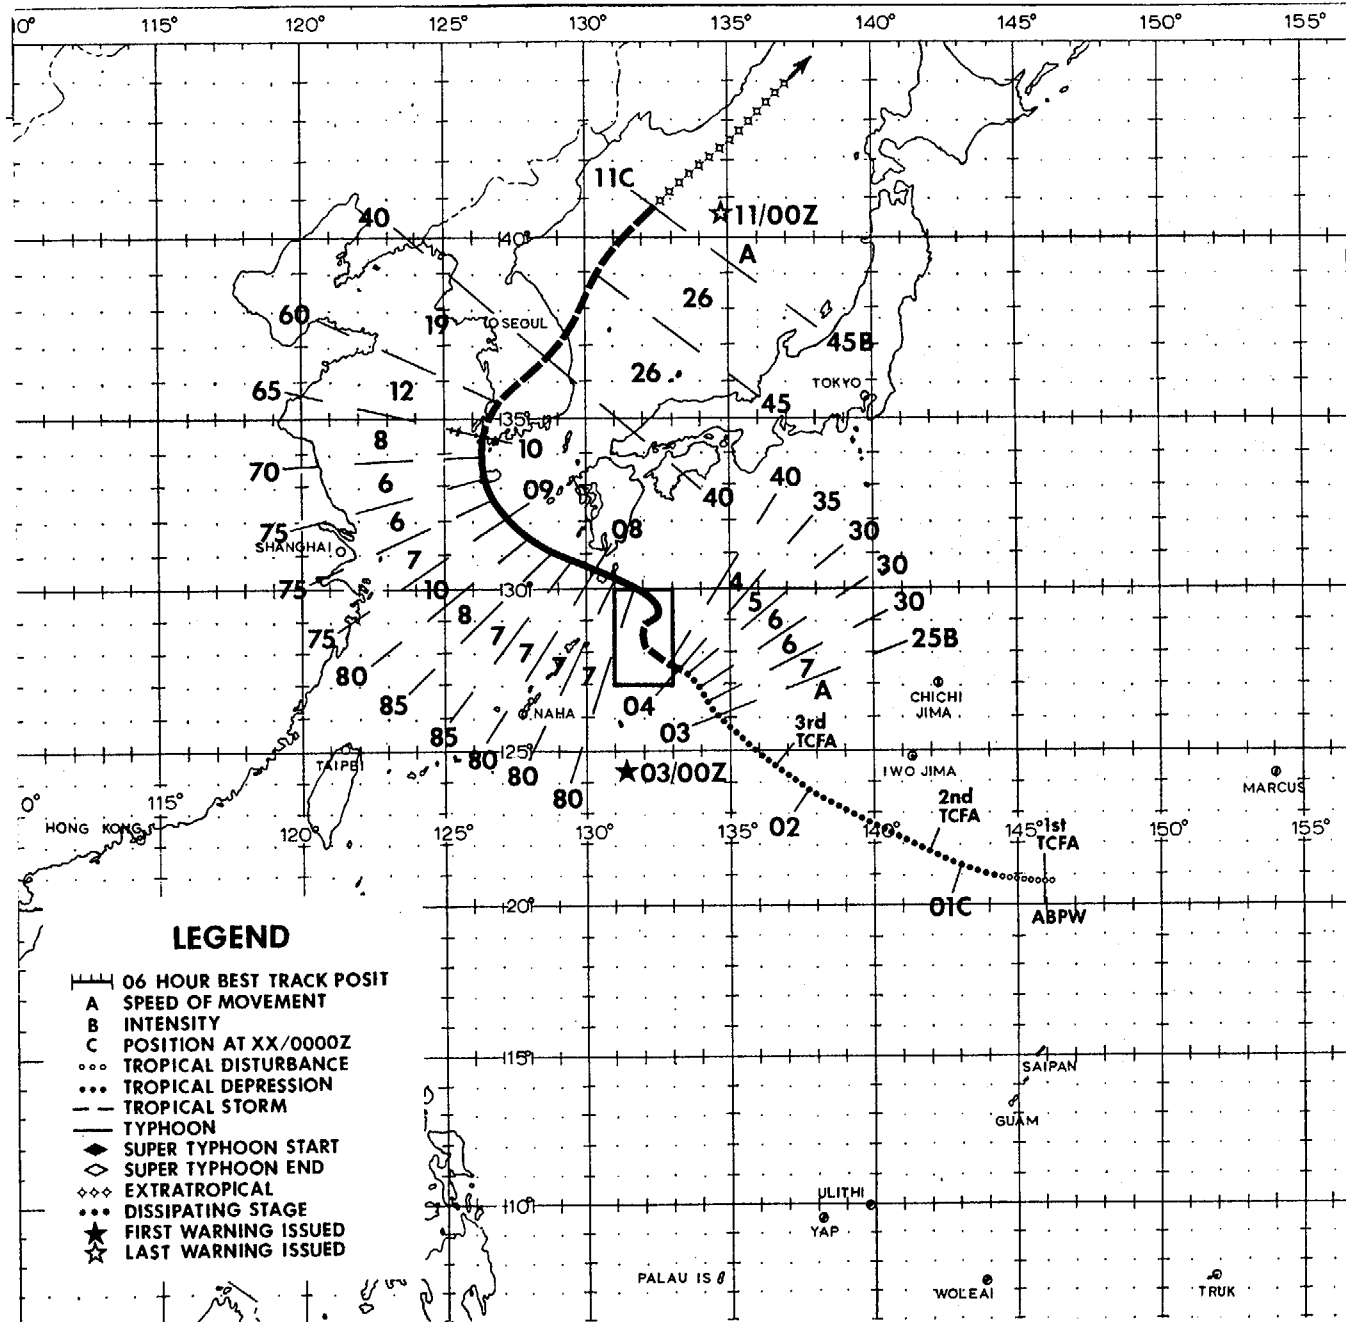 10° 115° 120° 125° 130° 135° 140° 145° 150° 155°
11C
11/00Z
40
40°
A
26
60
19
SEOUL
45B
26
TOKYO
65
12
45
35°
8
10
70
6
09
40
40
35
75
6
08
30
SHANGHAI
7
30
75
10
30°
4
5
30
8
6
75
7
6
25B
80
7
7
7
7
A
85
04
CHICHI
JIMA
NAHA
03
3rd
TCFA
85
80
25°
TAIPEI
80
03/00Z
IWO JIMA
80
MARCUS
0°
115°
2nd
TCFA
HONG KONG
120° 125° 130° 135° 140° 145° 150° 155°
02
1st
TCFA
01C
20°
ABPW
LEGEND
06 HOUR BEST TRACK POSIT
A SPEED OF MOVEMENT
B INTENSITY
C POSITION AT XX/0000Z
TROPICAL DISTURBANCE
TROPICAL DEPRESSION
TROPICAL STORM
TYPHOON
SUPER TYPHOON START
SUPER TYPHOON END
EXTRATROPICAL
DISSIPATING STAGE
FIRST WARNING ISSUED
LAST WARNING ISSUED
15°
SAIPAN
GUAM
10°
ULITHI
YAP
PALAU IS
WOLEAI
TRUK